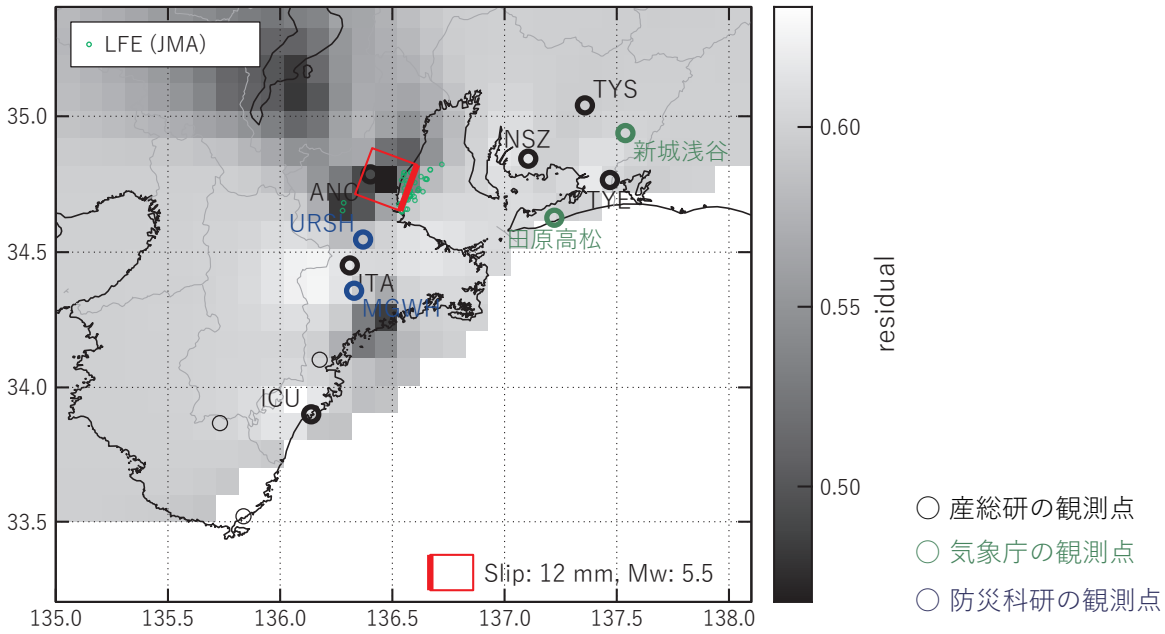 LFE (JMA)
35.0
34.5
34.0
33.5
TYS
NSZ
新城浅谷
TYE
ANO
URSH
田原高松
ITA
MGWH
ICU
Slip: 12 mm, Mw: 5.5
135.0 135.5 136.0 136.5 137.0 137.5 138.0
0.60
0.55
0.50
residual
産総研の観測点
気象庁の観測点
防災科研の観測点